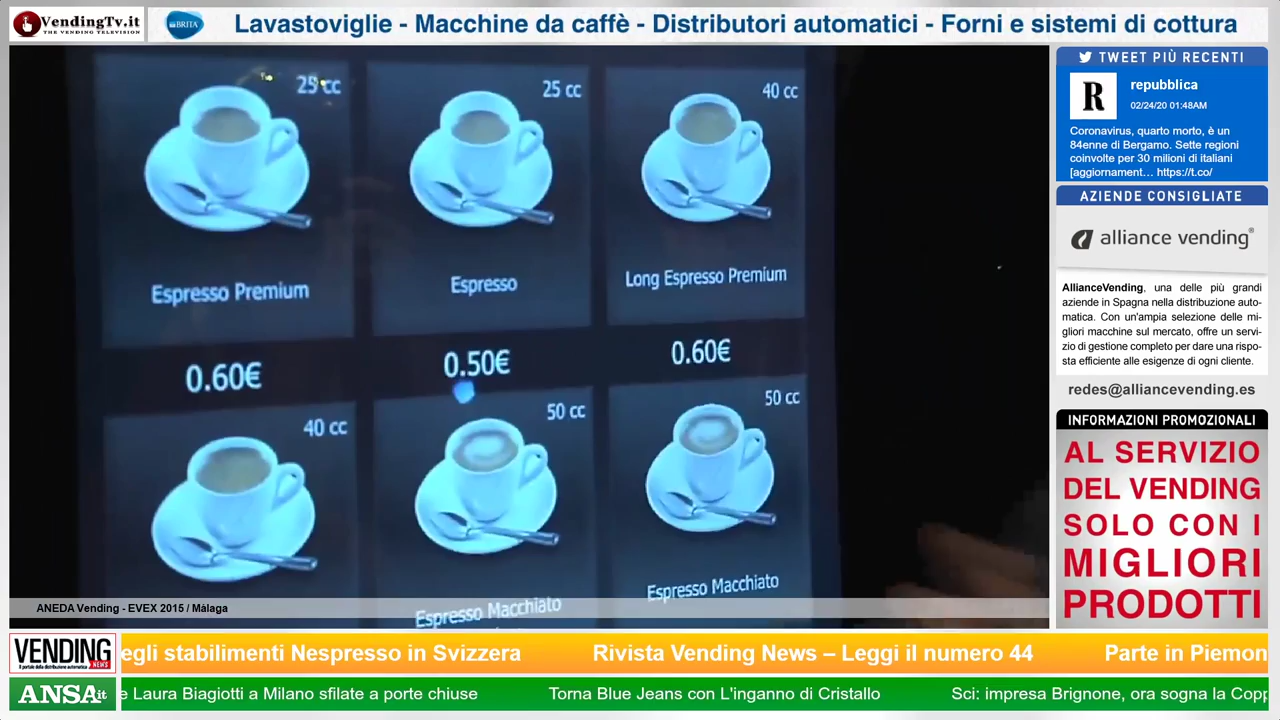 VendingTv.it
THE VENDING TELEVISION
BRITA
Lavastoviglie - Macchine da caffè - Distributori automatici - Forni e sistemi di cottura
25 cc
25 cc
40 cc
Espresso Premium
Espresso
Long Espresso Premium
0.60€
0.50€
0.60€
40 cc
50 cc
50 cc
Espresso Macchiato
Espresso Macchiato
ANEDA Vending - EVEX 2015 / Málaga
TWEET PIÙ RECENTI
R
repubblica
02/24/20 01:48AM
Coronavirus, quarto morto, è un
84enne di Bergamo. Sette regioni
coinvolte per 30 milioni di italiani
[aggiornament… https://t.co/
AZIENDE CONSIGLIATE
alliance vending®
AllianceVending, una delle più grandi
aziende in Spagna nella distribuzione auto-
matica. Con un'ampia selezione delle mi-
gliori macchine sul mercato, offre un servi-
zio di gestione completo per dare una rispo-
sta efficiente alle esigenze di ogni cliente.
redes@alliancevending.es
INFORMAZIONI PROMOZIONALI
AL SERVIZIO
DEL VENDING
SOLO CON I
MIGLIORI
PRODOTTI
VENDING
NEWS
Il portale della distribuzione automatica
egli stabilimenti Nespresso in Svizzera Rivista Vending News – Leggi il numero 44 Parte in Piemon
ANSA.it
e Laura Biagiotti a Milano sfilate a porte chiuse Torna Blue Jeans con L'inganno di Cristallo Sci: impresa Brignone, ora sogna la Copp